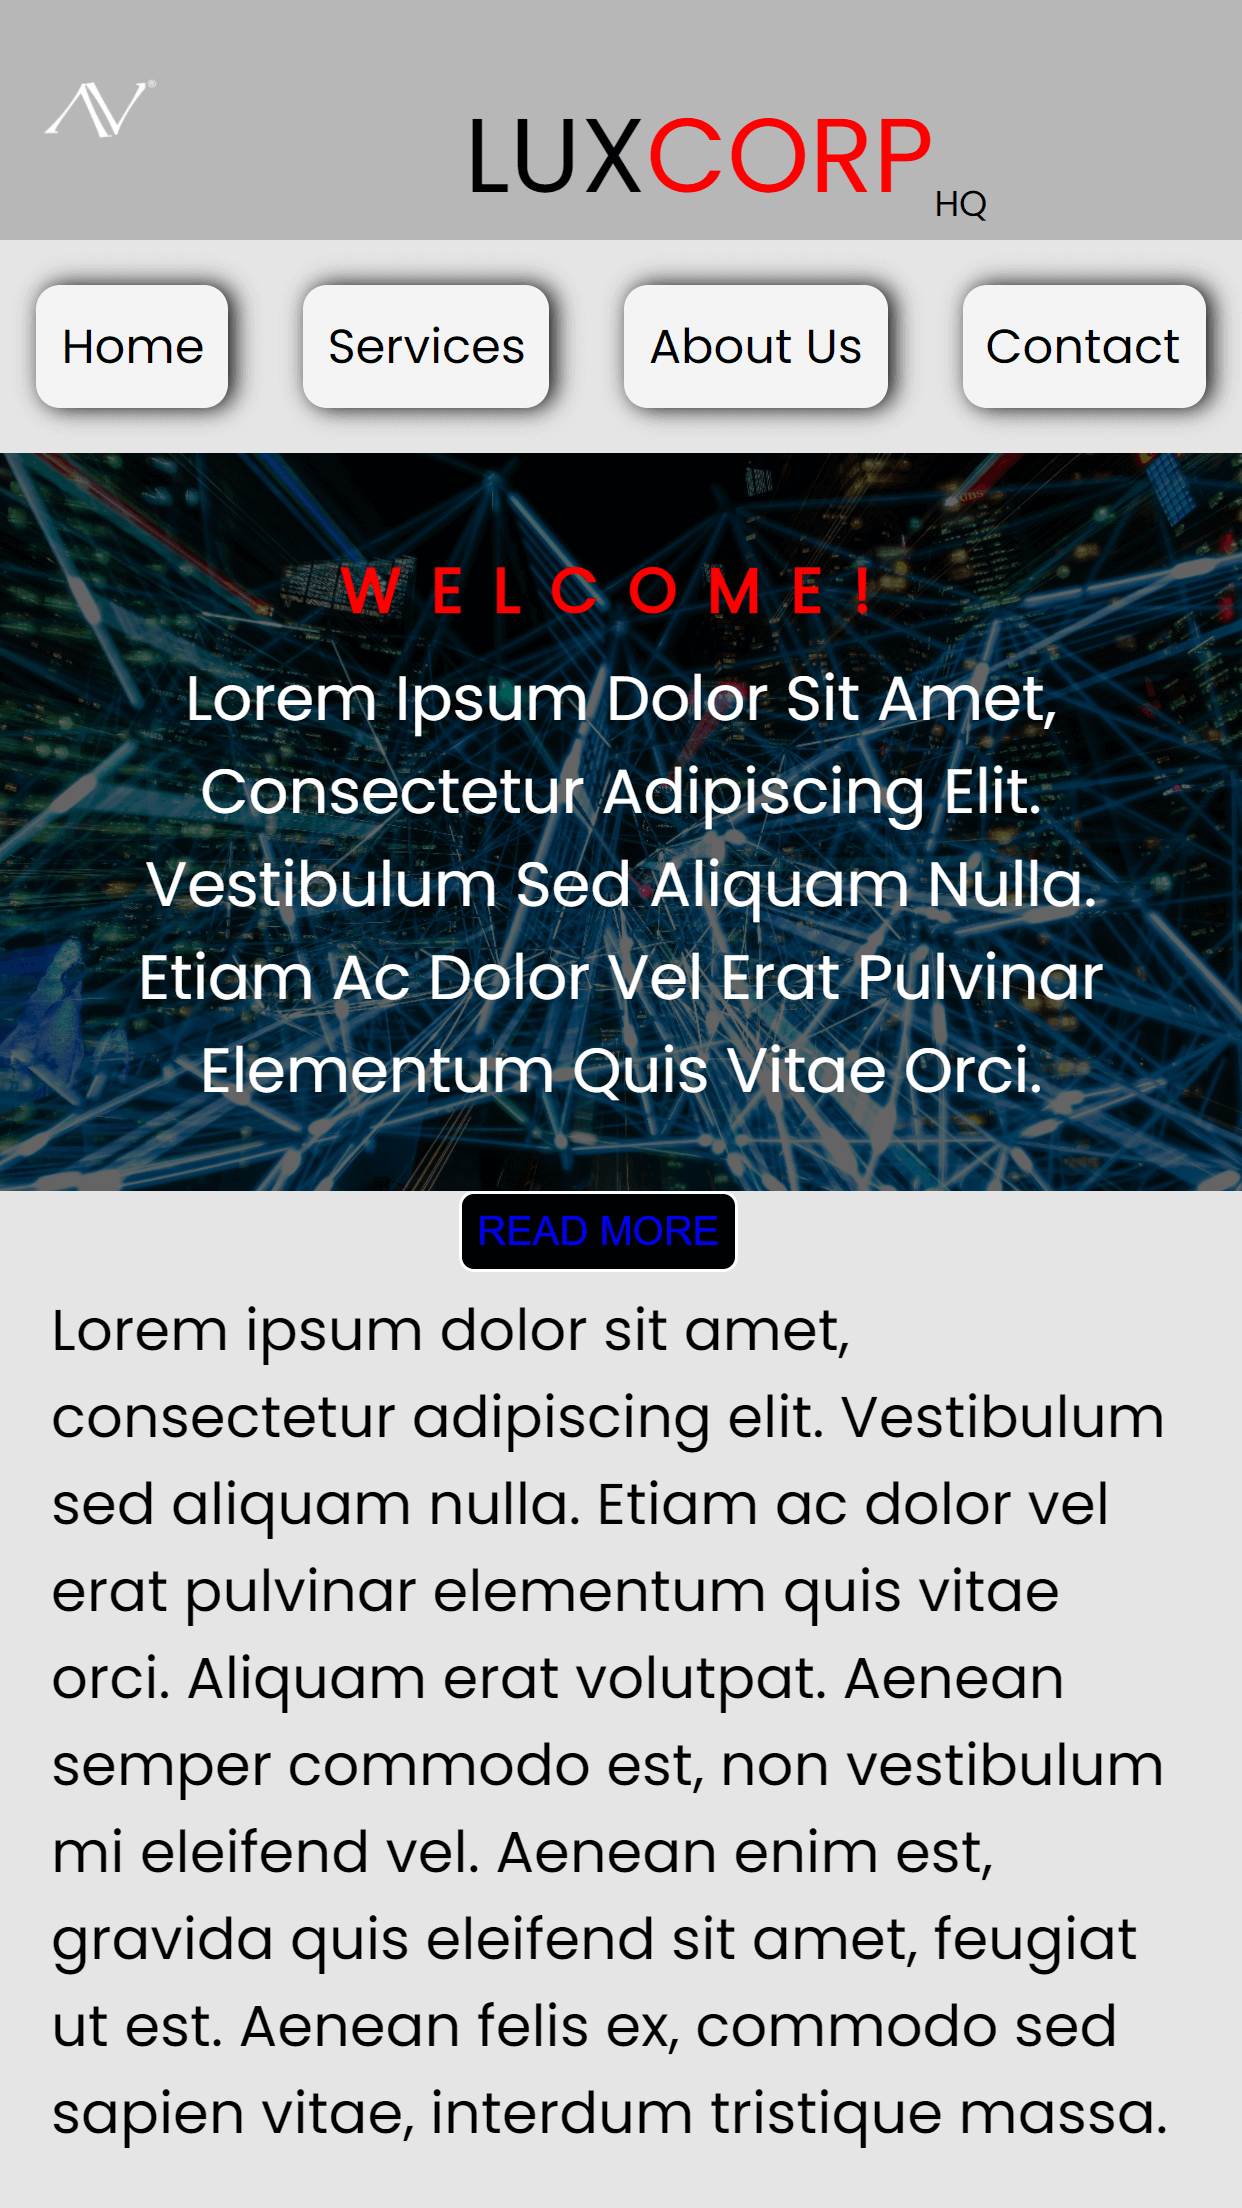 AV®
LUXCORP HQ
Home Services About Us Contact
UBS
WELCOME!
Lorem Ipsum Dolor Sit Amet,
Consectetur Adipiscing Elit.
Vestibulum Sed Aliquam Nulla.
Etiam Ac Dolor Vel Erat Pulvinar
Elementum Quis Vitae Orci.
READ MORE
Lorem ipsum dolor sit amet,
consectetur adipiscing elit. Vestibulum
sed aliquam nulla. Etiam ac dolor vel
erat pulvinar elementum quis vitae
orci. Aliquam erat volutpat. Aenean
semper commodo est, non vestibulum
mi eleifend vel. Aenean enim est,
gravida quis eleifend sit amet, feugiat
ut est. Aenean felis ex, commodo sed
sapien vitae, interdum tristique massa.